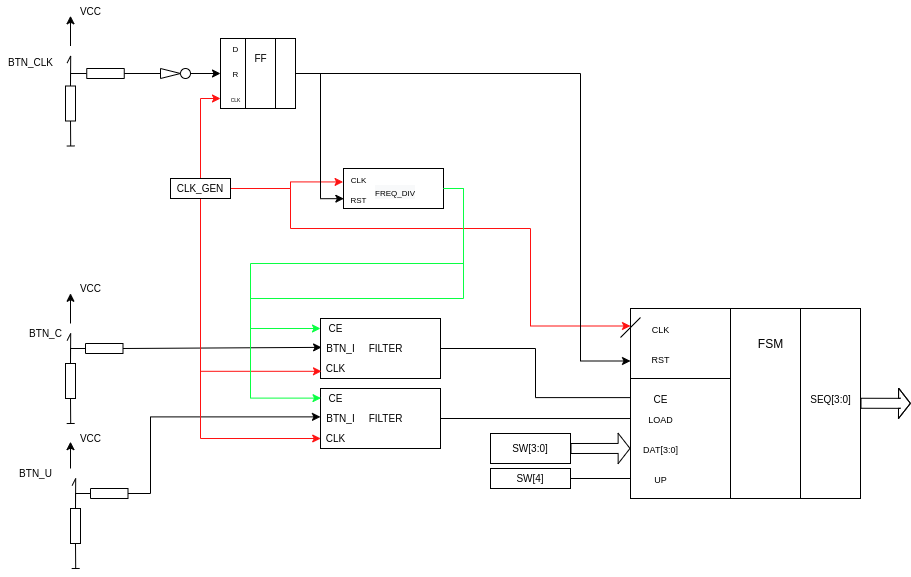 VCC
BTN_CLK
D
FF
R
CLK
CLK_GEN
CLK
FREQ_DIV
RST
VCC
BTN_C
CE
BTN_I FILTER
CLK
CE
BTN_I FILTER
CLK
VCC
BTN_U
CLK
FSM
RST
CE
SEQ[3:0]
LOAD
SW[3:0]
DAT[3:0]
SW[4]
UP